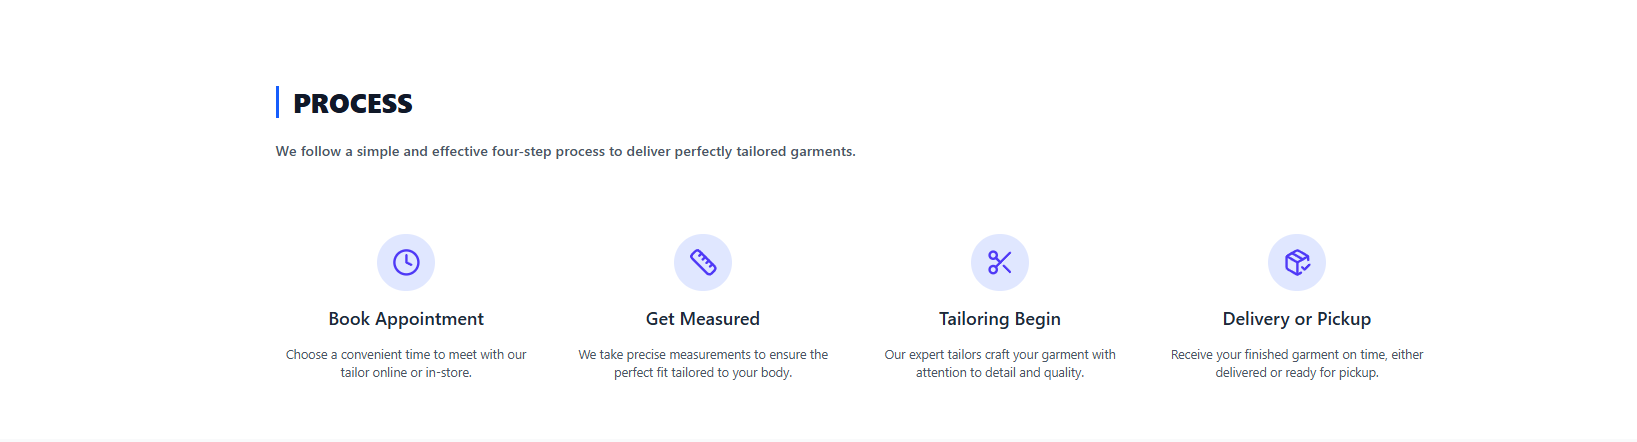 PROCESS
We follow a simple and effective four-step process to deliver perfectly tailored garments.
Book Appointment
Choose a convenient time to meet with our
tailor online or in-store.
Get Measured
We take precise measurements to ensure the
perfect fit tailored to your body.
Tailoring Begin
Our expert tailors craft your garment with
attention to detail and quality.
Delivery or Pickup
Receive your finished garment on time, either
delivered or ready for pickup.